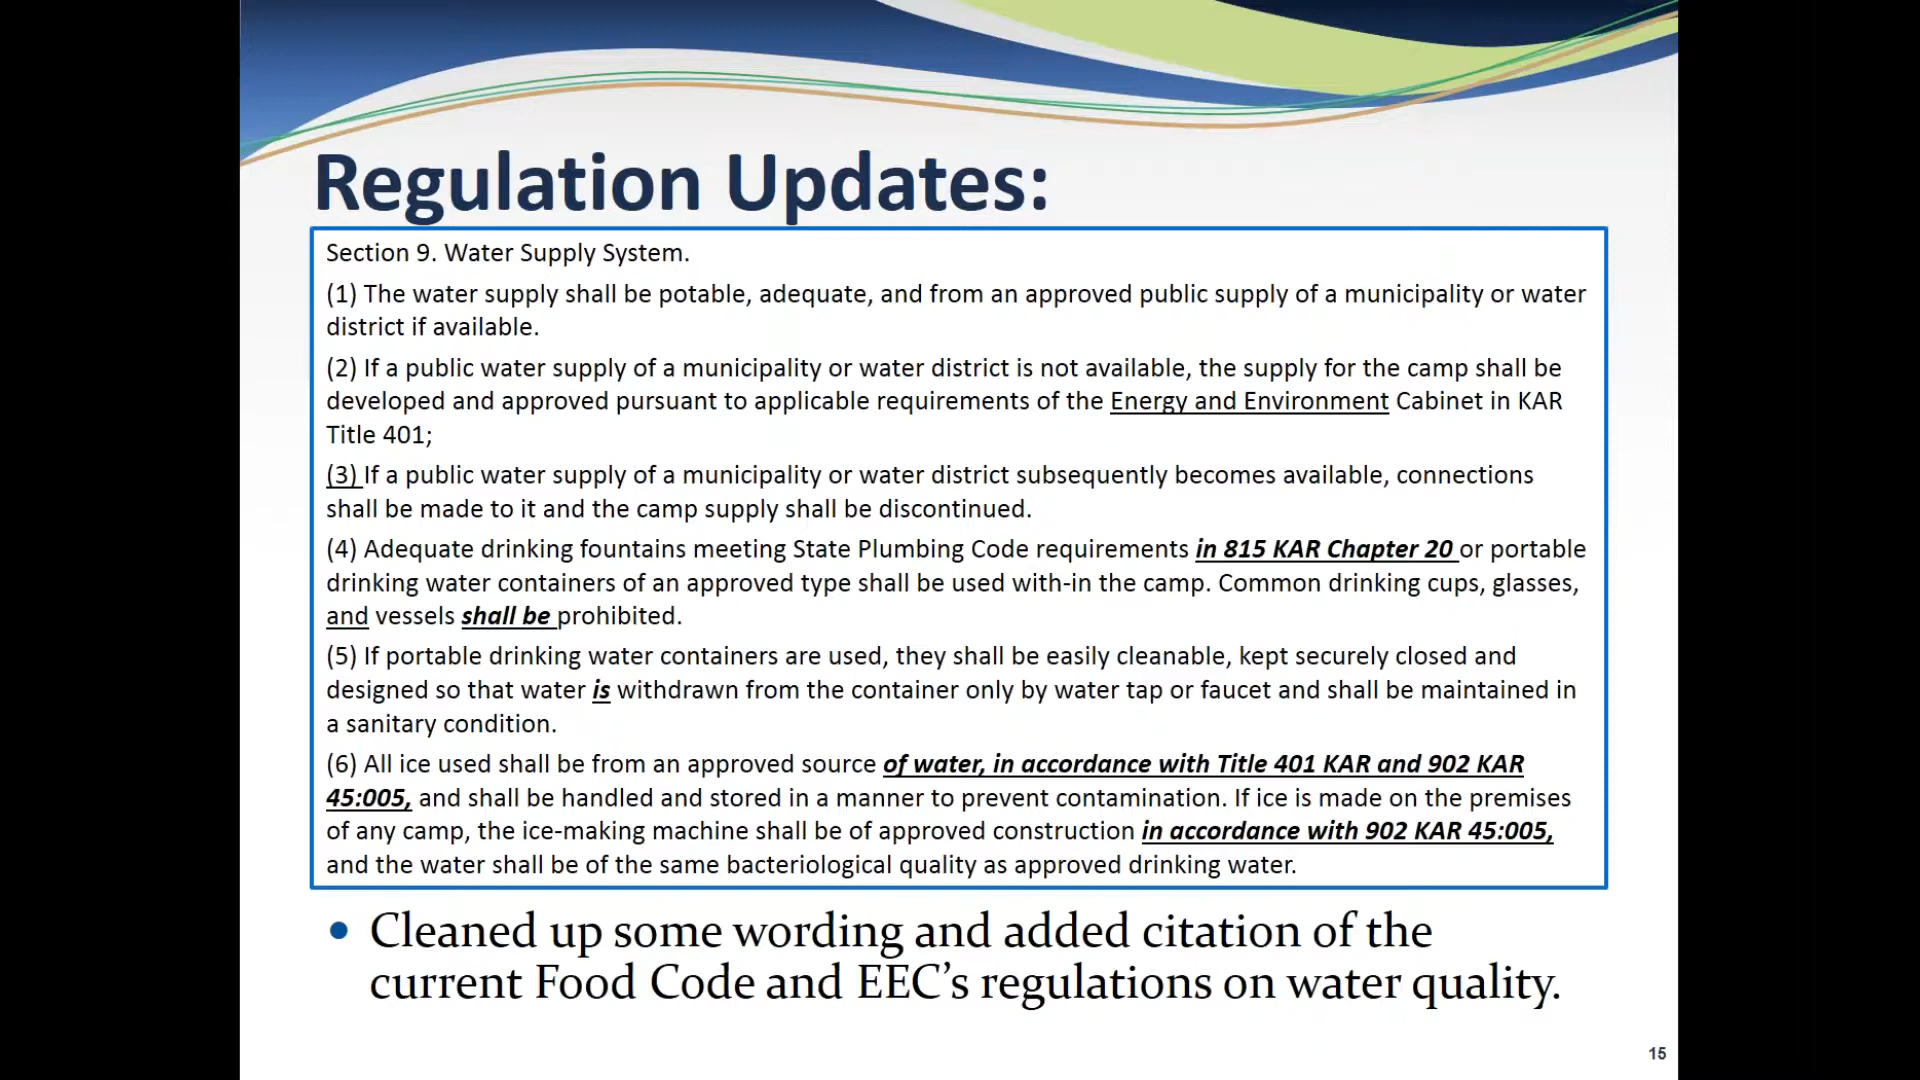 Regulation Updates:
Section 9. Water Supply System.
(1) The water supply shall be potable, adequate, and from an approved public supply of a municipality or water
district if available.
(2) If a public water supply of a municipality or water district is not available, the supply for the camp shall be
developed and approved pursuant to applicable requirements of the Energy and Environment Cabinet in KAR
Title 401;
(3) If a public water supply of a municipality or water district subsequently becomes available, connections
shall be made to it and the camp supply shall be discontinued.
(4) Adequate drinking fountains meeting State Plumbing Code requirements in 815 KAR Chapter 20 or portable
drinking water containers of an approved type shall be used with-in the camp. Common drinking cups, glasses,
and vessels shall be prohibited.
(5) If portable drinking water containers are used, they shall be easily cleanable, kept securely closed and
designed so that water is withdrawn from the container only by water tap or faucet and shall be maintained in
a sanitary condition.
(6) All ice used shall be from an approved source of water, in accordance with Title 401 KAR and 902 KAR
45:005, and shall be handled and stored in a manner to prevent contamination. If ice is made on the premises
of any camp, the ice-making machine shall be of approved construction in accordance with 902 KAR 45:005,
and the water shall be of the same bacteriological quality as approved drinking water.
• Cleaned up some wording and added citation of the
current Food Code and EEC’s regulations on water quality.
15